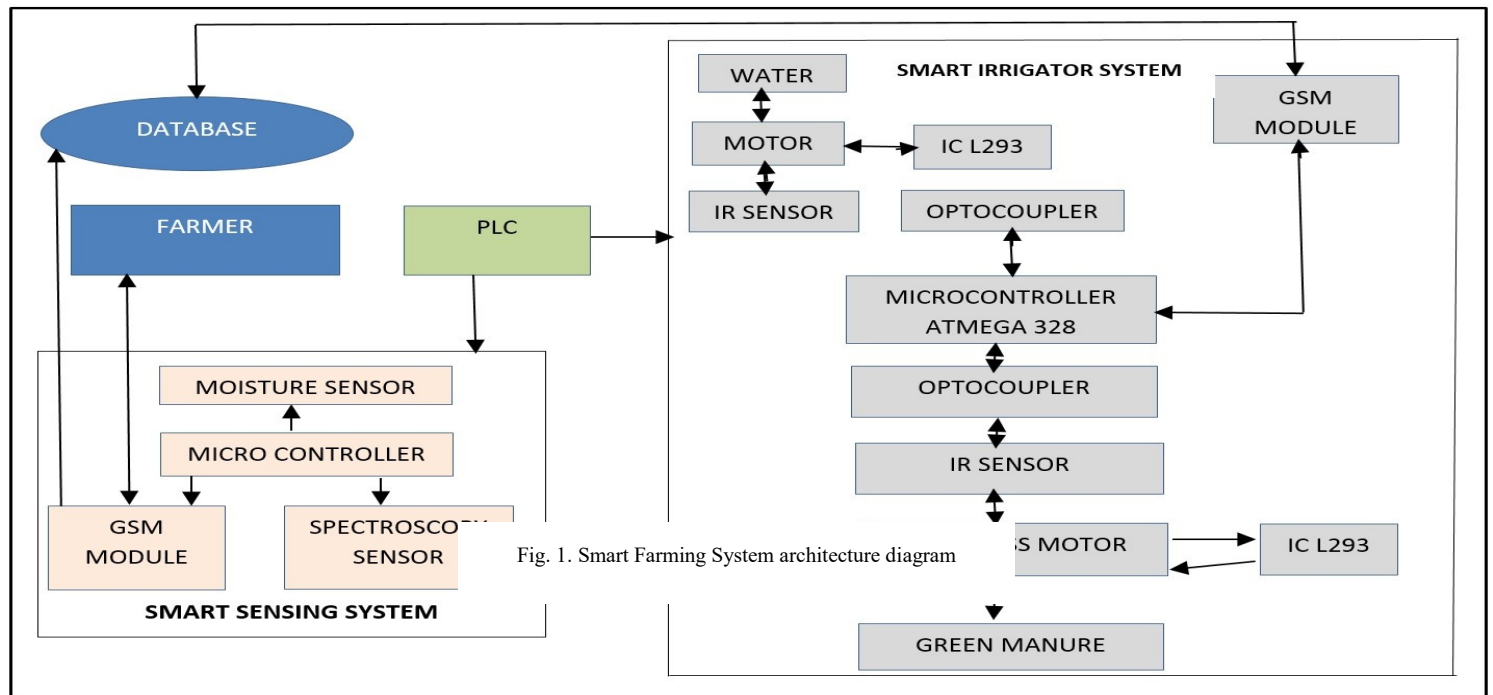 SMART IRRIGATOR SYSTEM
WATER
GSM
MODULE
DATABASE
MOTOR
IC L293
IR SENSOR
OPTOCOUPLER
FARMER
PLC
MICROCONTROLLER
ATMEGA 328
OPTOCOUPLER
MOISTURE SENSOR
MICRO CONTROLLER
IR SENSOR
GSM
MODULE
SPECTROSCOPY
SENSOR
MOTOR
IC L293
Fig. 1. Smart Farming System architecture diagram
SMART SENSING SYSTEM
GREEN MANURE